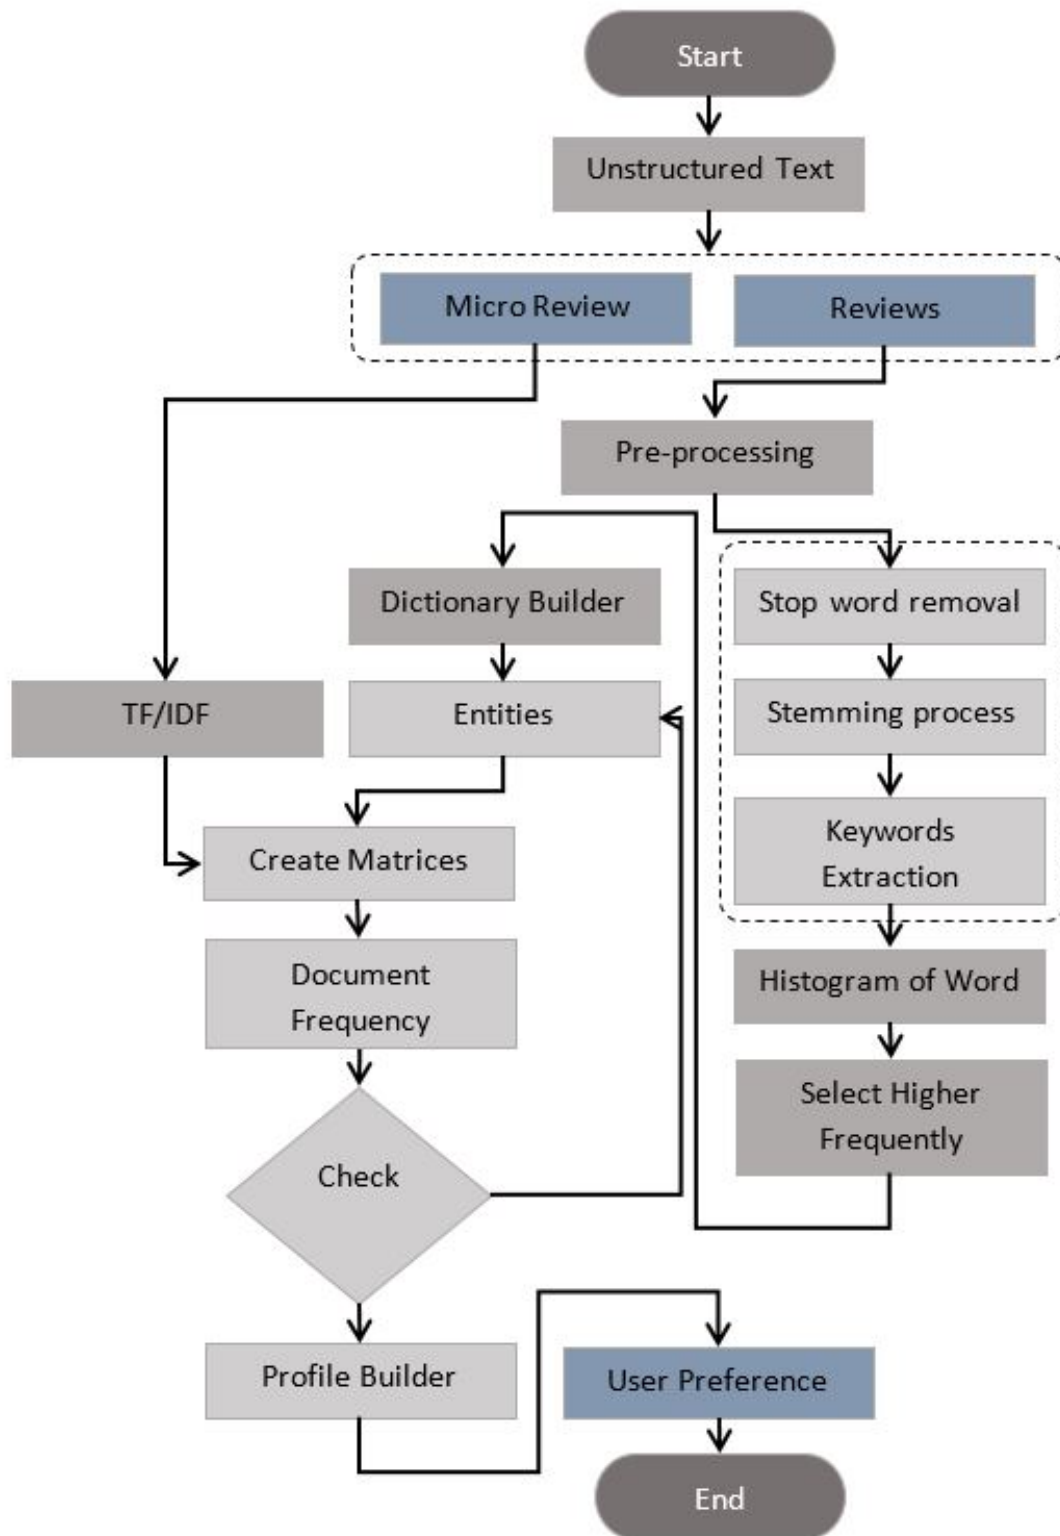 Start
Unstructured Text
Micro Review
Reviews
Pre-processing
Dictionary Builder
Stop word removal
TF/IDF
Entities
Stemming process
Create Matrices
Keywords
Extraction
Document
Frequency
Histogram of Word
Select Higher
Frequently
Check
Profile Builder
User Preference
End